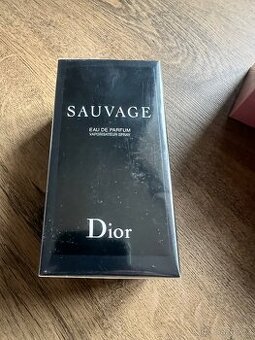 SAUVAGE
EAU DE PARFUM
VAPORISATEUR SPRAY
Dior